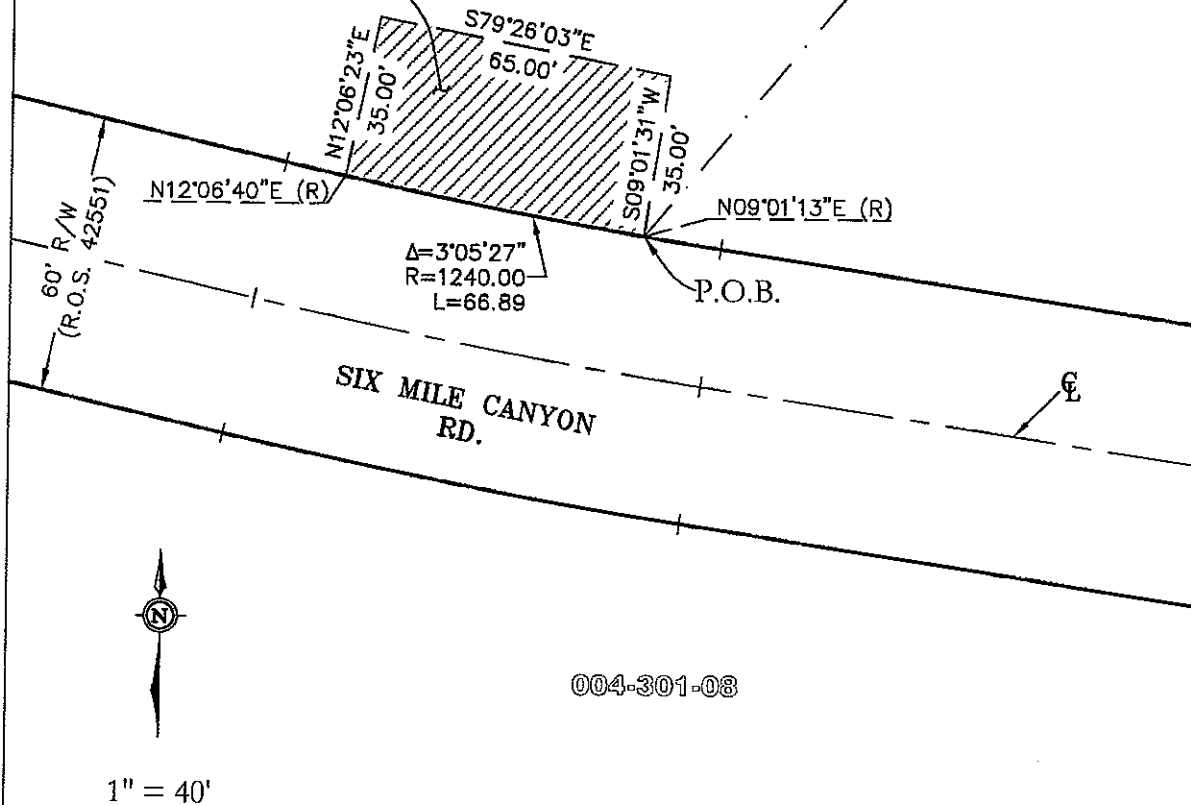 S79°26'03"E
65.00'
N12°06'23"E
35.00'
S09°01'31"W
35.00'
N12°06'40"E (R)
N09°01'13"E (R)
60' R/W
(R.O.S. 42551)
Δ=3°05'27"
R=1240.00
L=66.89
P.O.B.
SIX MILE CANYON
RD.
℄
N
004-301-08
1" = 40'